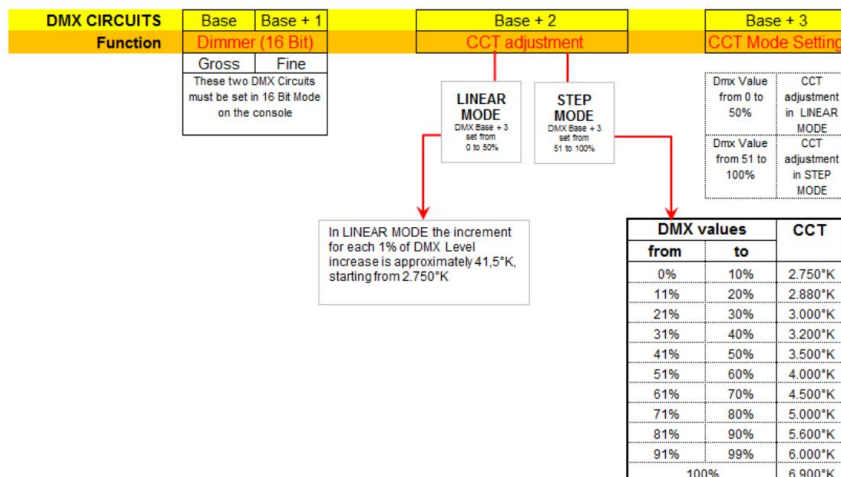 DMX CIRCUITS Base Base + 1 Base + 2 Base + 3
Function Dimmer (16 Bit) CCT adjustment CCT Mode Setting
Gross Fine
These two DMX Circuits
must be set in 16 Bit Mode
on the console
LINEAR
MODE
DMX Base + 3
set from
0 to 50%
STEP
MODE
DMX Base + 3
set from
51 to 100%
Dmx Value
from 0 to
50%
CCT
adjustment
in LINEAR
MODE
Dmx Value
from 51 to
100%
CCT
adjustment
in STEP
MODE
In LINEAR MODE the increment
for each 1% of DMX Level
increase is approximately 41,5°K,
starting from 2.750°K
DMX values CCT
from to
0% 10% 2.750°K
11% 20% 2.880°K
21% 30% 3.000°K
31% 40% 3.200°K
41% 50% 3.500°K
51% 60% 4.000°K
61% 70% 4.500°K
71% 80% 5.000°K
81% 90% 5.600°K
91% 99% 6.000°K
100% 6.900°K